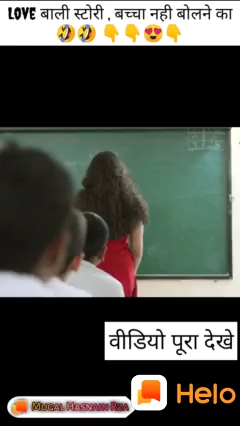 LOVE बाली स्टोरी , बच्चा नही बोलने का
🤣🤣 👇👇😍👇
वीडियो पूरा देखे
MUGAL HASNAIN RZA
Helo